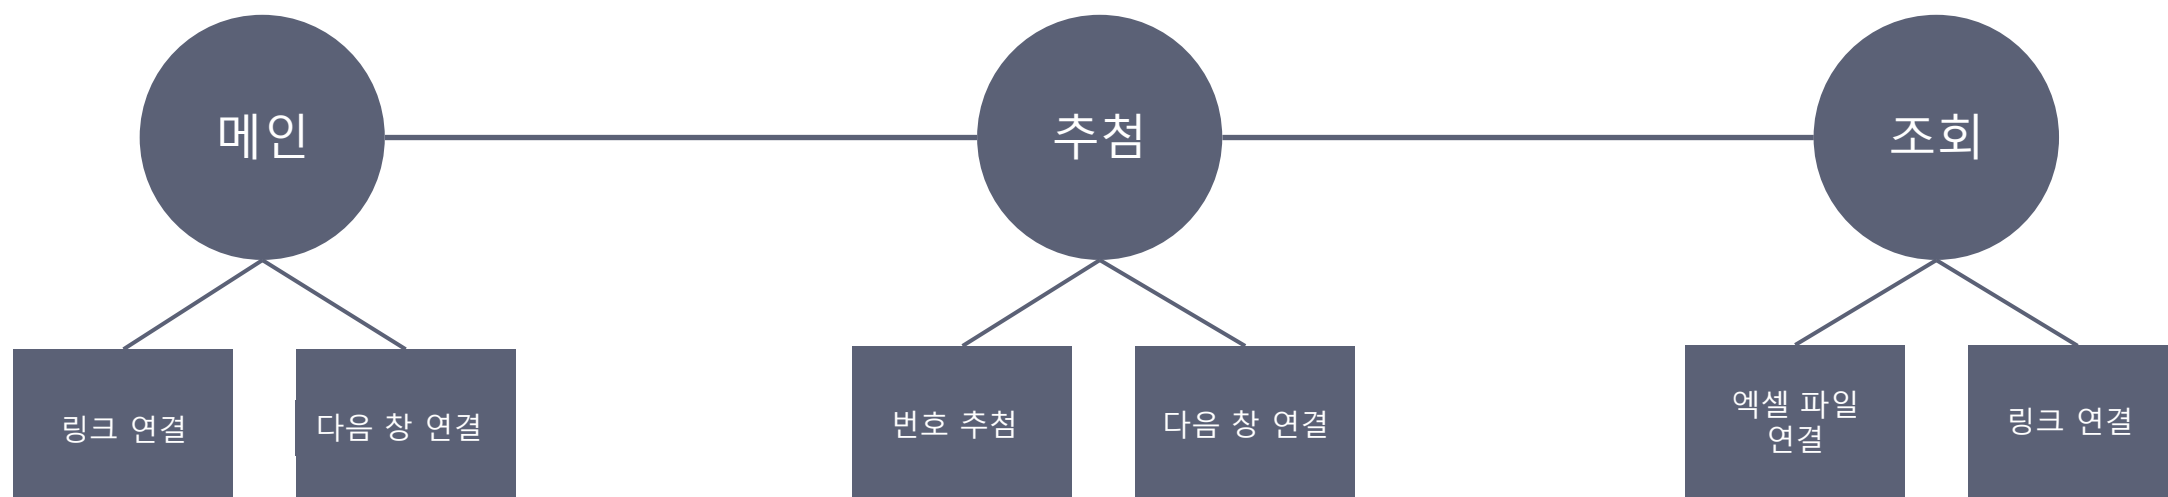 메인
추첨
조회
링크 연결
다음 창 연결
번호 추첨
다음 창 연결
엑셀 파일
연결
링크 연결